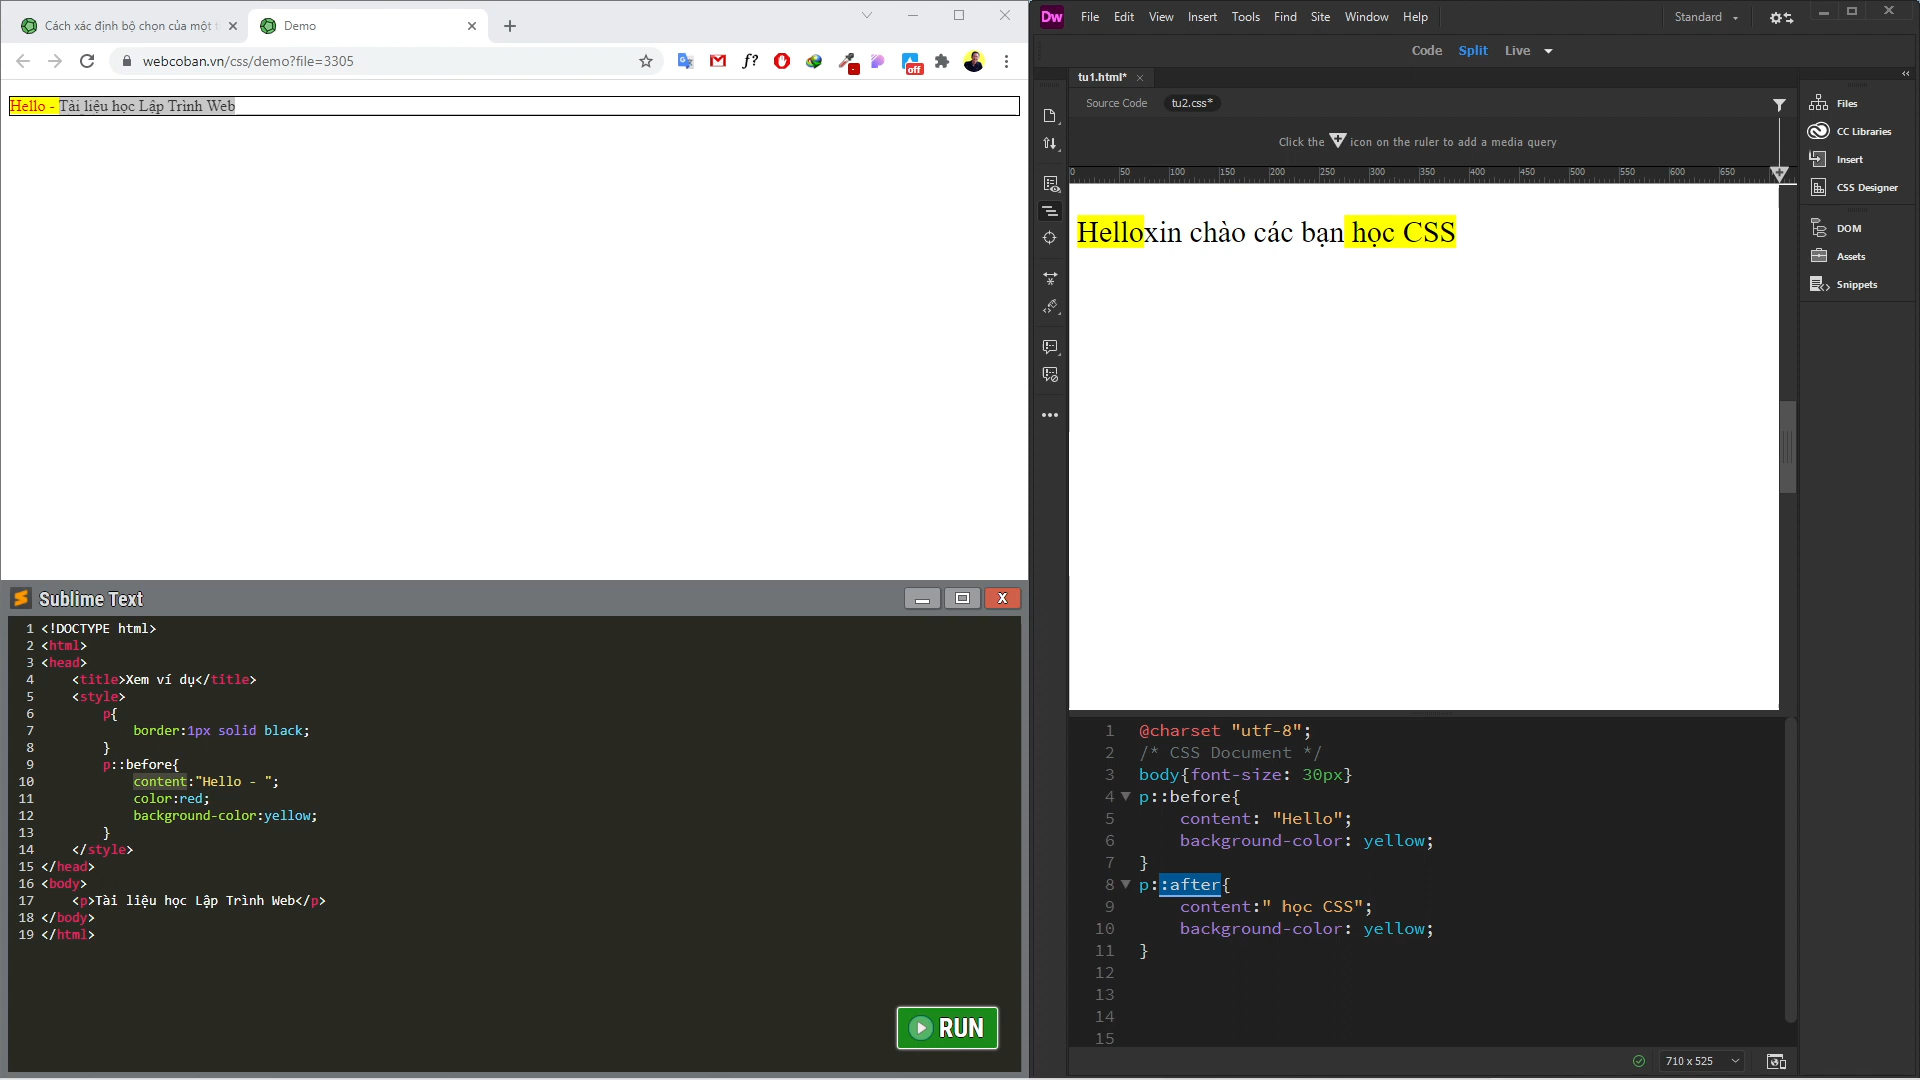 Cách xác định bộ chọn của một t
Demo
webcoban.vn/css/demo?file=3305
f?
off
Hello - Tài liệu học Lập Trình Web
Sublime Text
X
1 <!DOCTYPE html>
2 <html>
3 <head>
4 <title>Xem ví dụ</title>
5 <style>
6 p{
7 border:1px solid black;
8 }
9 p::before{
10 content:"Hello - ";
11 color:red;
12 background-color:yellow;
13 }
14 </style>
15 </head>
16 <body>
17 <p>Tài liệu học Lập Trình Web</p>
18 </body>
19 </html>
RUN
Dw File Edit View Insert Tools Find Site Window Help
Standard
Code Split Live
tu1.html*
Source Code tu2.css*
Click the icon on the ruler to add a media query
0 50 100 150 200 250 300 350 400 450 500 550 600 650
Helloxin chào các bạn học CSS
1 @charset "utf-8";
2 /* CSS Document */
3 body{font-size: 30px}
4 p::before{
5 content: "Hello";
6 background-color: yellow;
7 }
8 p::after{
9 content:" học CSS";
10 background-color: yellow;
11 }
12
13
14
15
710 x 525
Files
CC Libraries
Insert
CSS Designer
DOM
Assets
Snippets